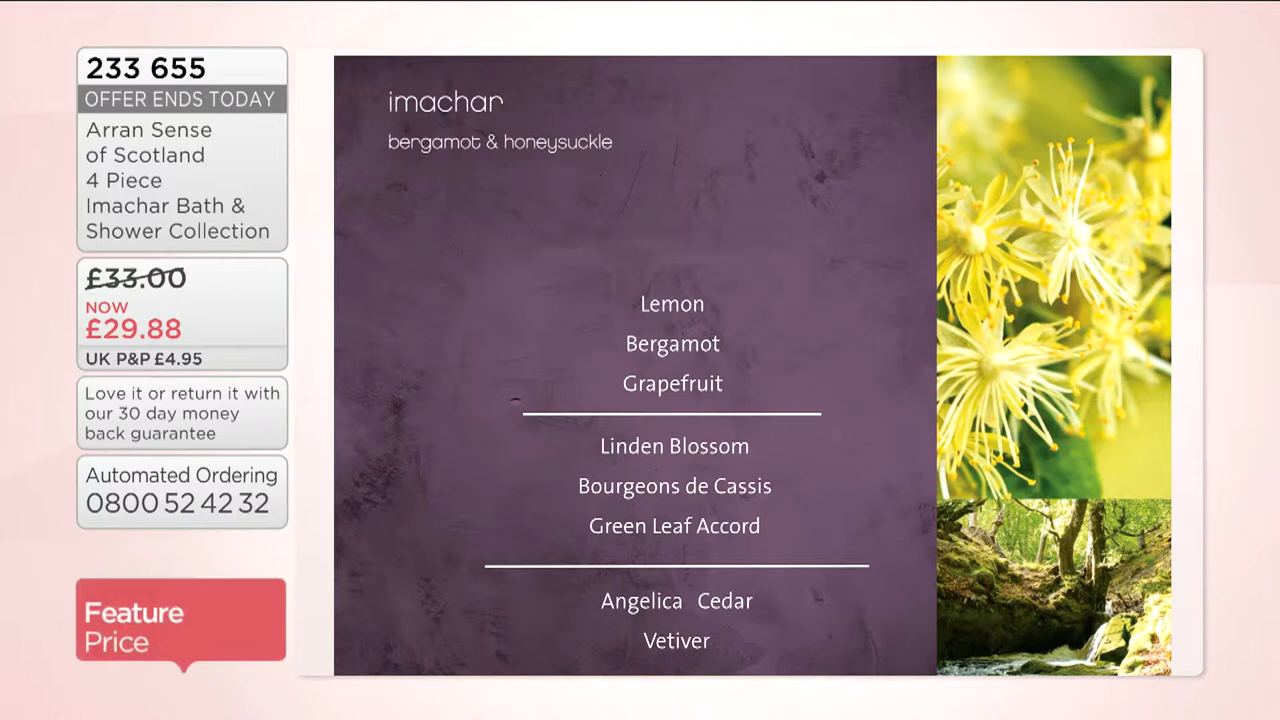 233 655
OFFER ENDS TODAY
Arran Sense
of Scotland
4 Piece
Imachar Bath &
Shower Collection
£33.00
NOW
£29.88
UK P&P £4.95
Love it or return it with
our 30 day money
back guarantee
Automated Ordering
0800 52 42 32
Feature
Price
imachar
bergamot & honeysuckle
Lemon
Bergamot
Grapefruit
Linden Blossom
Bourgeons de Cassis
Green Leaf Accord
Angelica Cedar
Vetiver